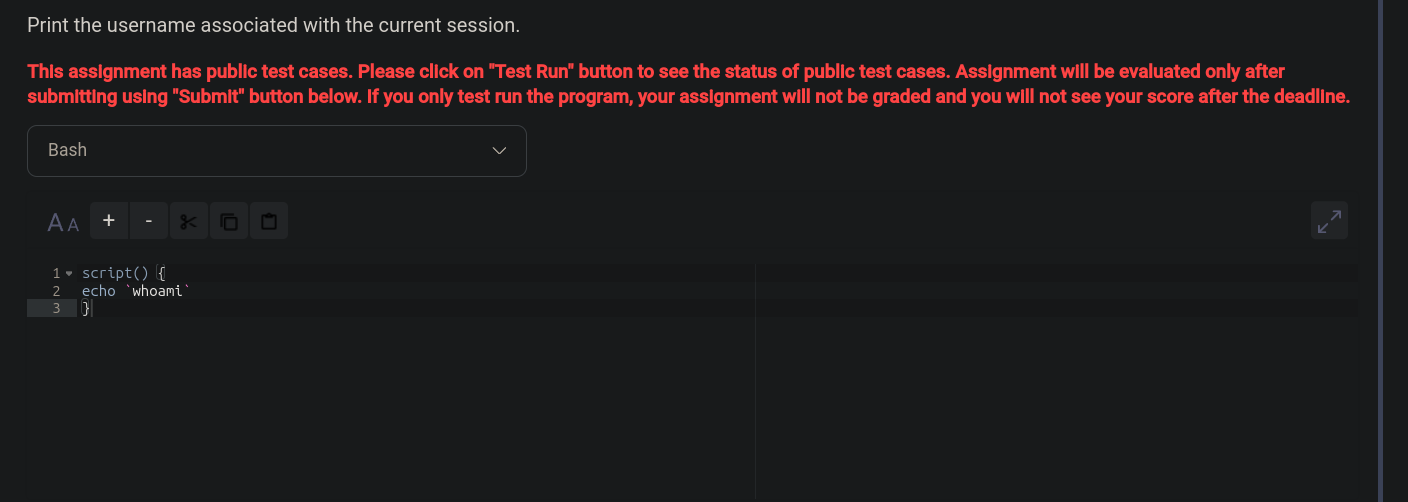 Print the username associated with the current session.
This assignment has public test cases. Please click on "Test Run" button to see the status of public test cases. Assignment will be evaluated only after
submitting using "Submit" button below. If you only test run the program, your assignment will not be graded and you will not see your score after the deadline.
Bash
A A + -
1 script() {
2 echo `whoami`
3 }